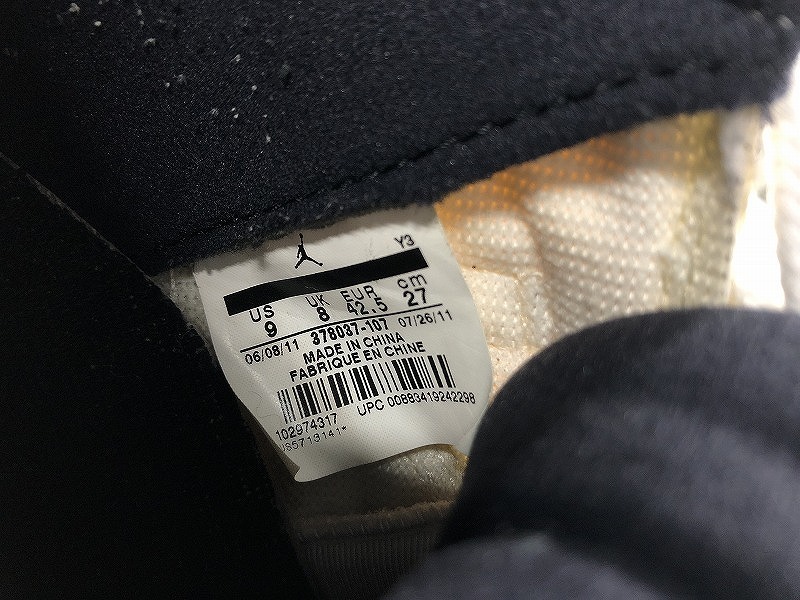 Y3
US UK EUR cm
9 8 42.5 27
06/08/11 378037-107 07/26/11
MADE IN CHINA
FABRIQUE EN CHINE
UPC 00883419242298
102974317
US5713141*